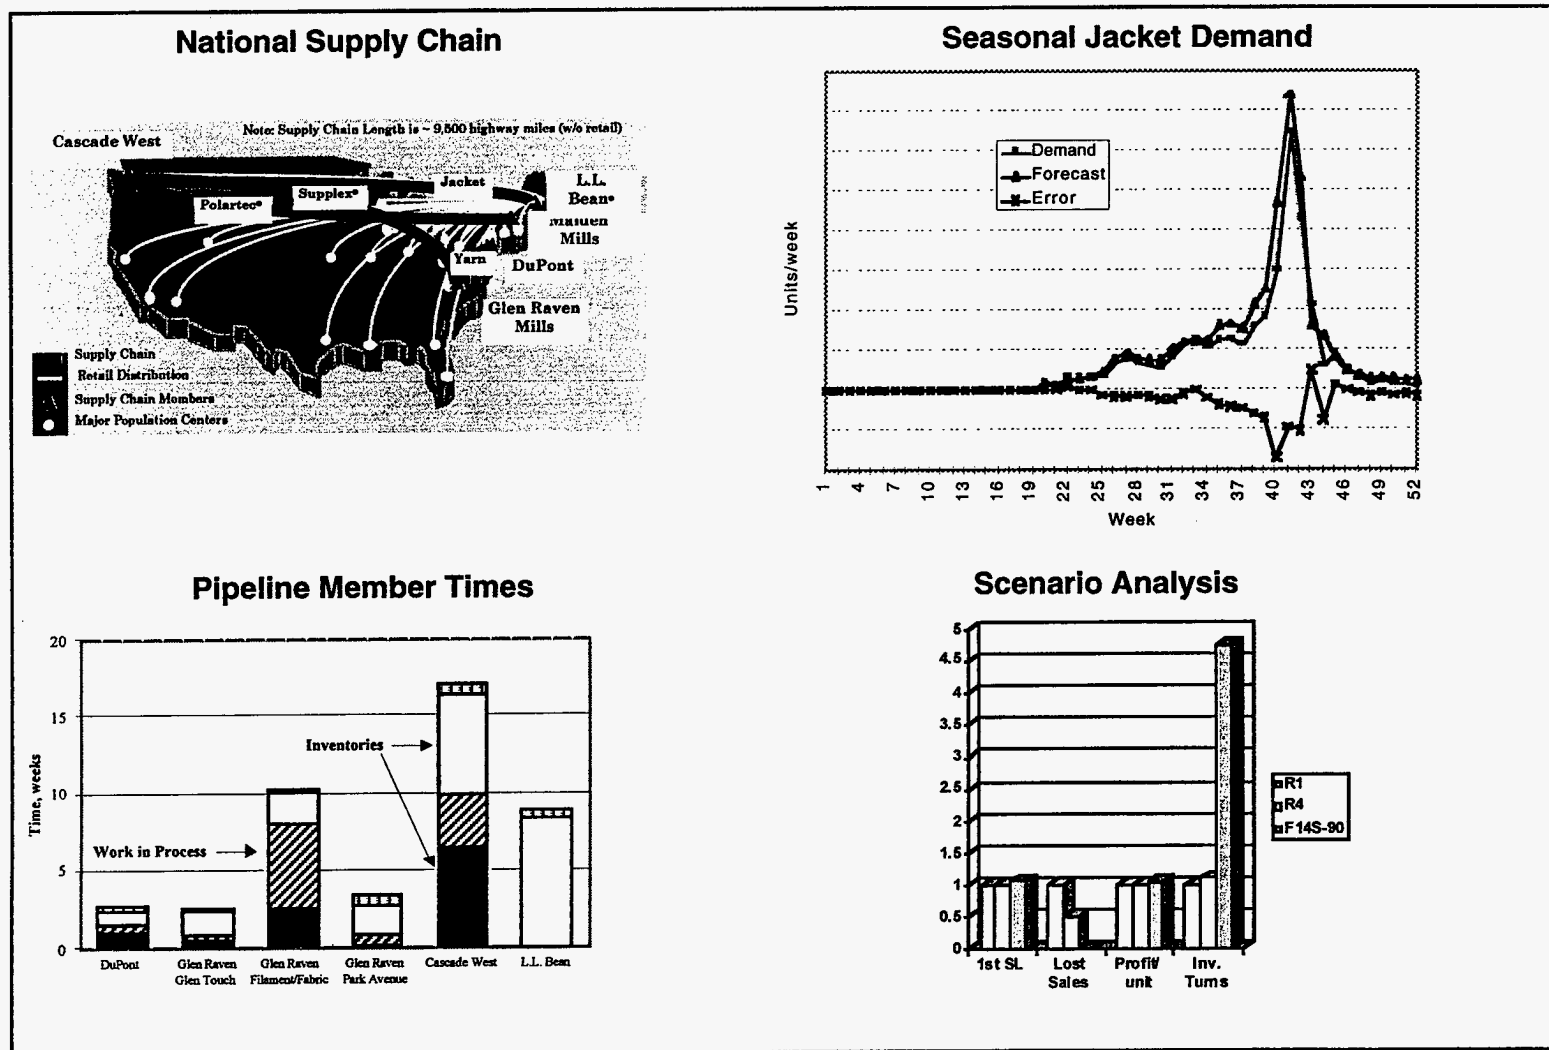 National Supply Chain
Note: Supply Chain Length is ~ 9,500 highway miles (w/o retail)
Cascade West
Supplex®
Jacket
L.L.
Bean®
Polartec®
Malden
Mills
Yarn
DuPont
Glen Raven
Mills
Supply Chain
Retail Distribution
Supply Chain Members
Major Population Centers
Seasonal Jacket Demand
Demand
Forecast
Error
Units/week
1 4 7 10 13 16 19 22 25 28 31 34 37 40 43 46 49 52
Week
Pipeline Member Times
20
15
10
5
0
Time, weeks
Inventories
Work in Process
DuPont
Glen Raven
Glen Touch
Glen Raven
Filament/Fabric
Glen Raven
Park Avenue
Cascade West
L.L. Bean
Scenario Analysis
5
4.5
4
3.5
3
2.5
2
1.5
1
0.5
0
1st SL
Lost
Sales
Profit/
unit
Inv.
Turns
R1
R4
F14S-90